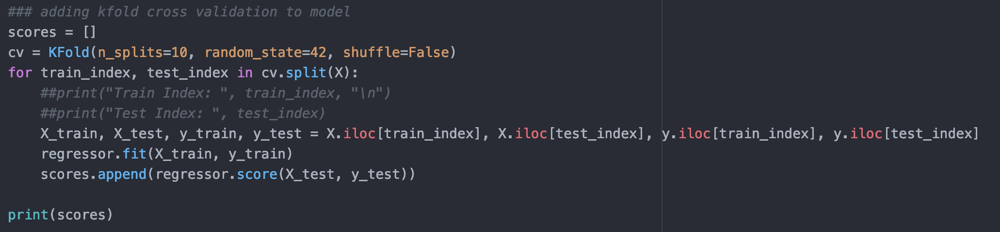 ### adding kfold cross validation to model
scores = []
cv = KFold(n_splits=10, random_state=42, shuffle=False)
for train_index, test_index in cv.split(X):
    ##print("Train Index: ", train_index, "\n")
    ##print("Test Index: ", test_index)
    X_train, X_test, y_train, y_test = X.iloc[train_index], X.iloc[test_index], y.iloc[train_index], y.iloc[test_index]
    regressor.fit(X_train, y_train)
    scores.append(regressor.score(X_test, y_test))
print(scores)